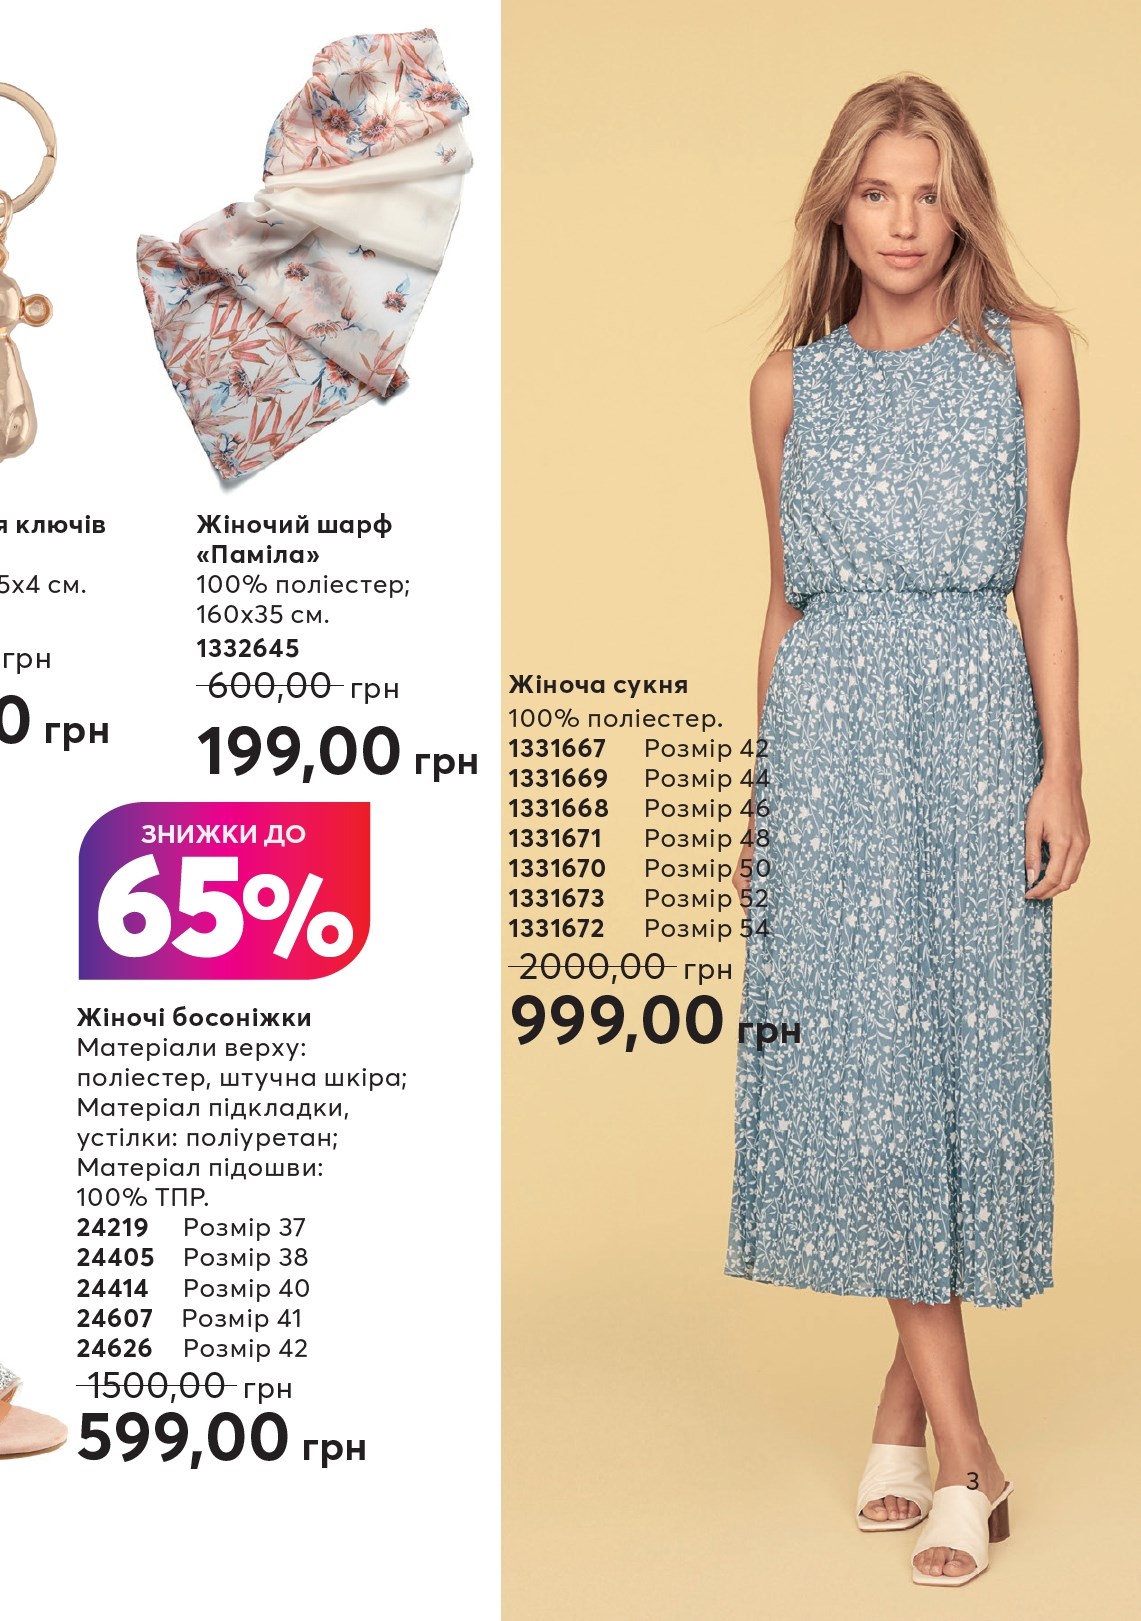 я ключів
5х4 см.
грн
0 грн
Жіночий шарф
«Паміла»
100% поліестер;
160х35 см.
1332645
600,00 грн
199,00 грн
ЗНИЖКИ ДО
65%
Жіночі босоніжки
Матеріали верху:
поліестер, штучна шкіра;
Матеріал підкладки,
устілки: поліуретан;
Матеріал підошви:
100% ТПР.
24219 Розмір 37
24405 Розмір 38
24414 Розмір 40
24607 Розмір 41
24626 Розмір 42
1500,00 грн
599,00 грн
Жіноча сукня
100% поліестер.
1331667 Розмір 42
1331669 Розмір 44
1331668 Розмір 46
1331671 Розмір 48
1331670 Розмір 50
1331673 Розмір 52
1331672 Розмір 54
2000,00 грн
999,00 грн
3